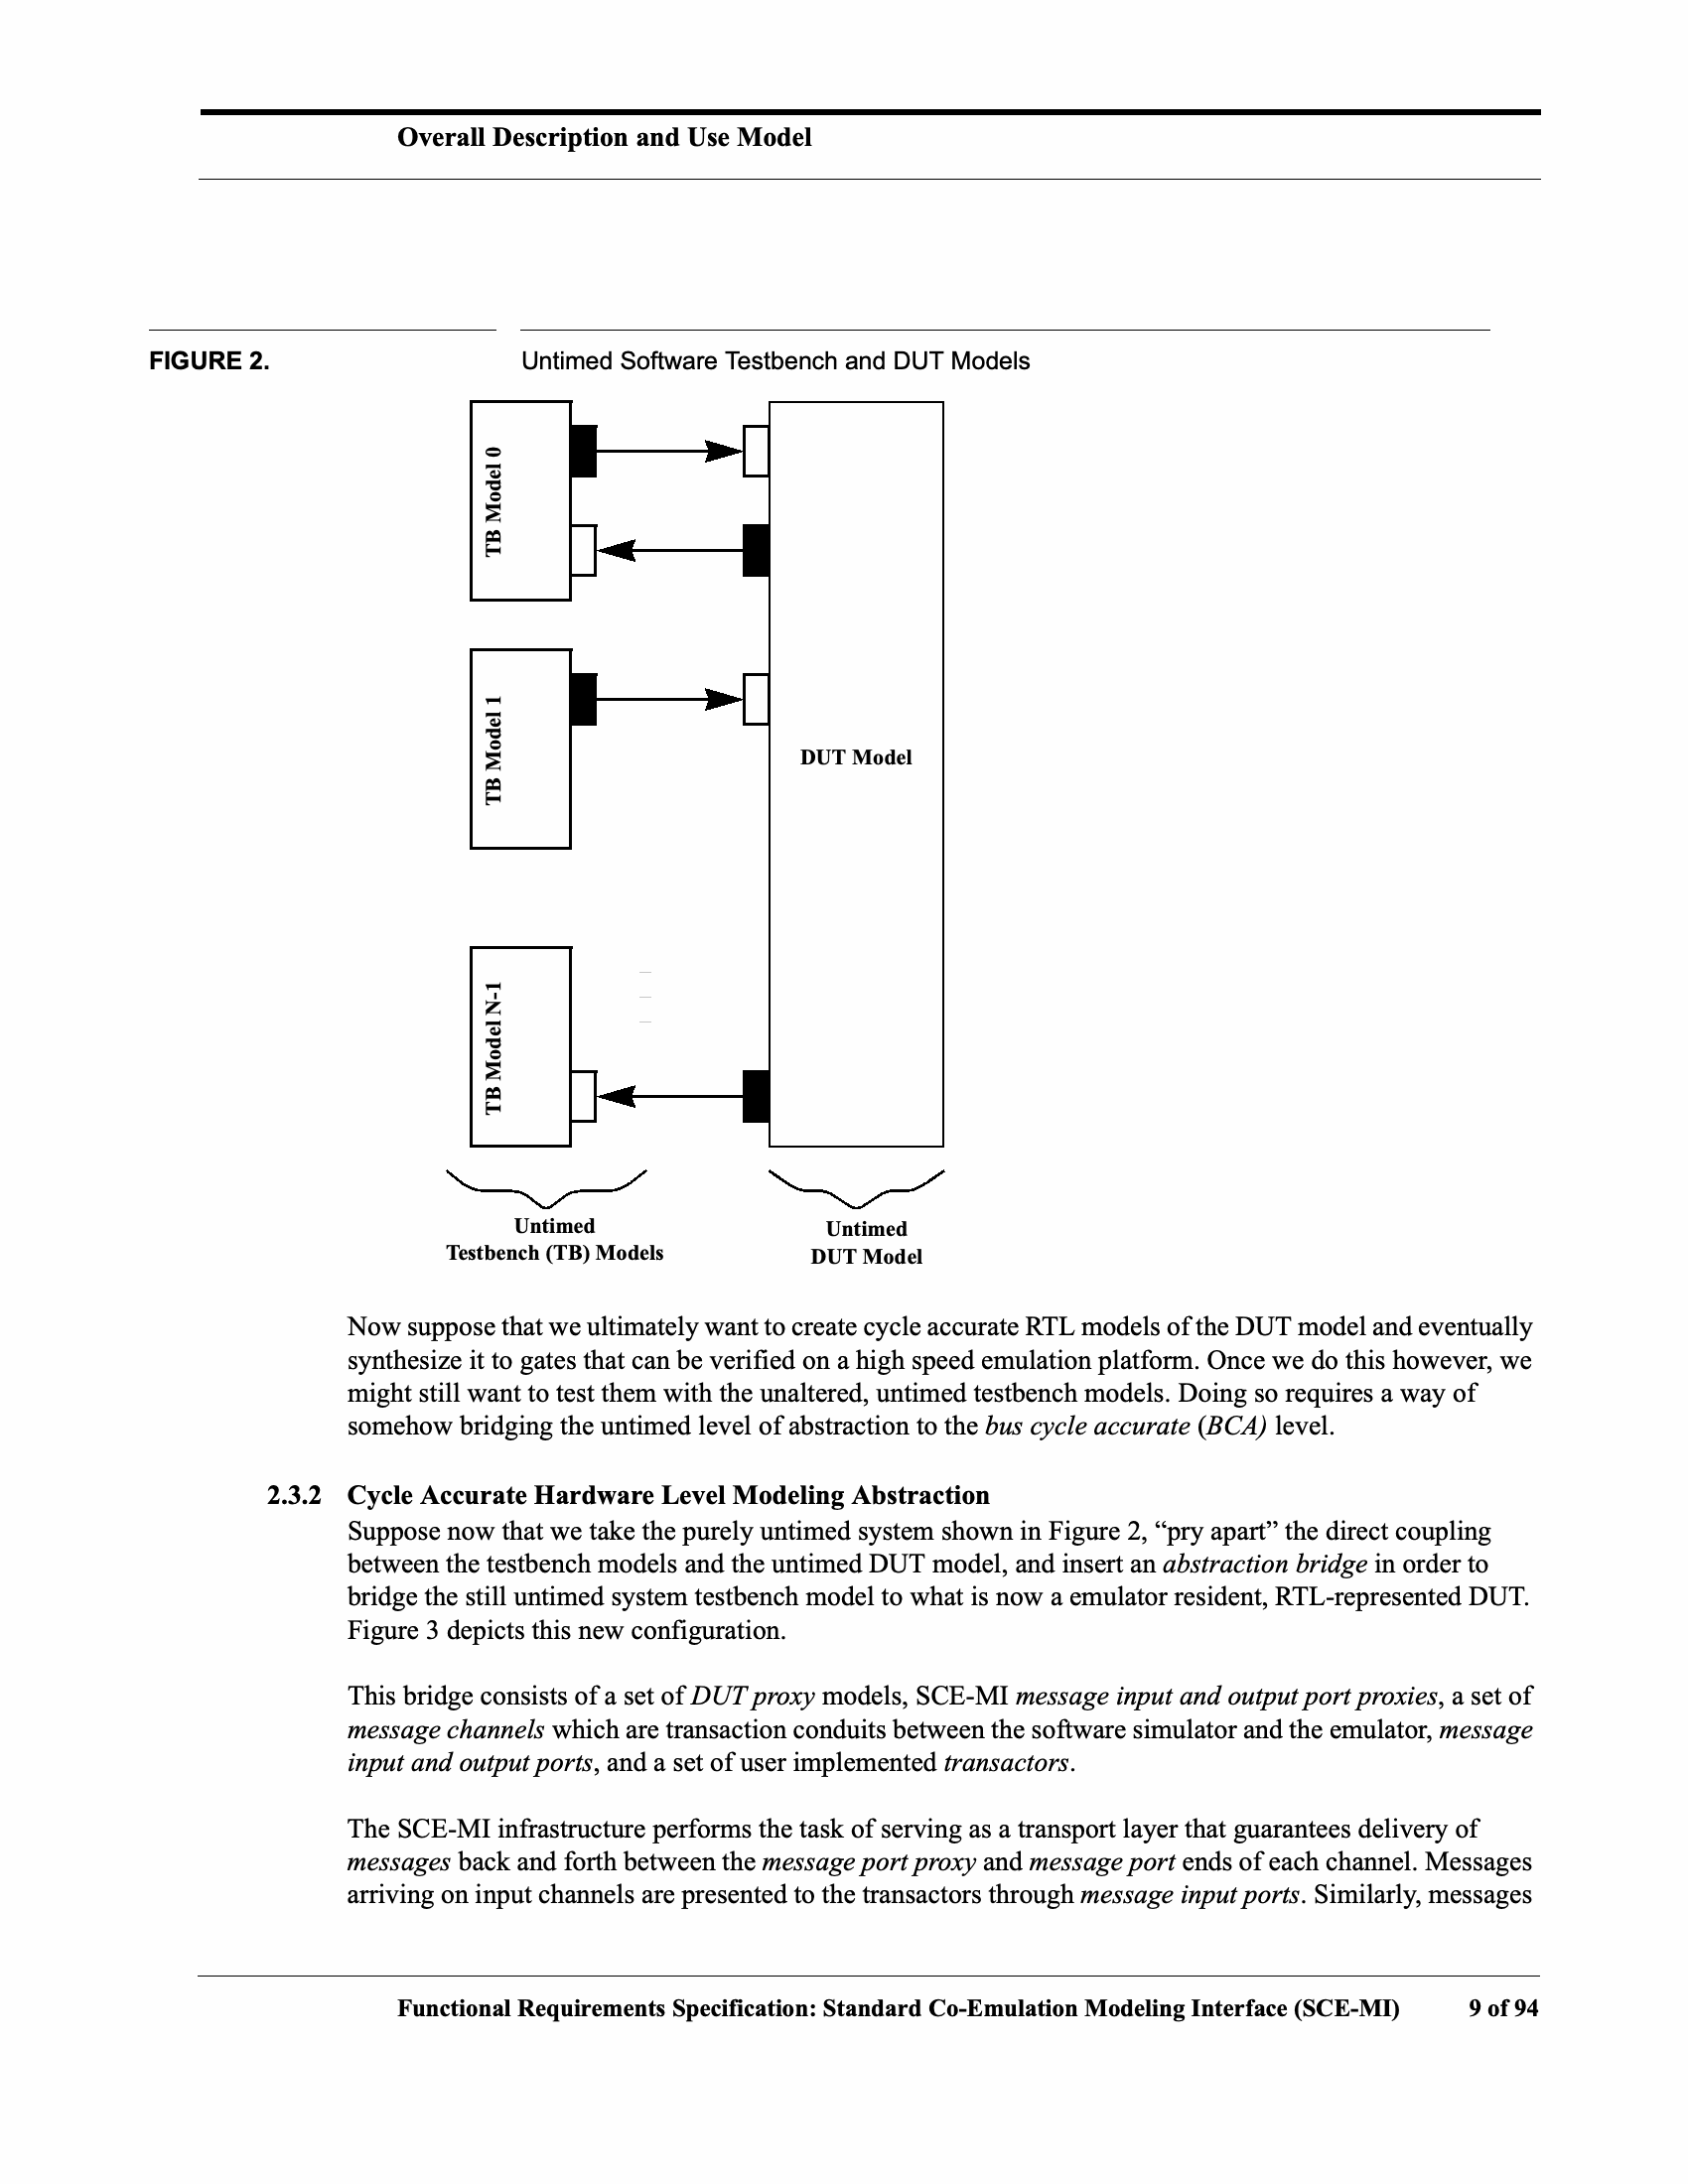 Overall Description and Use Model
FIGURE 2.
Untimed Software Testbench and DUT Models
TB Model 0
TB Model 1
DUT Model
TB Model N-1
Untimed
Testbench (TB) Models
Untimed
DUT Model
Now suppose that we ultimately want to create cycle accurate RTL models of the DUT model and eventually
synthesize it to gates that can be verified on a high speed emulation platform. Once we do this however, we
might still want to test them with the unaltered, untimed testbench models. Doing so requires a way of
somehow bridging the untimed level of abstraction to the bus cycle accurate (BCA) level.
2.3.2 Cycle Accurate Hardware Level Modeling Abstraction
Suppose now that we take the purely untimed system shown in Figure 2, “pry apart” the direct coupling
between the testbench models and the untimed DUT model, and insert an abstraction bridge in order to
bridge the still untimed system testbench model to what is now a emulator resident, RTL-represented DUT.
Figure 3 depicts this new configuration.
This bridge consists of a set of DUT proxy models, SCE-MI message input and output port proxies, a set of
message channels which are transaction conduits between the software simulator and the emulator, message
input and output ports, and a set of user implemented transactors.
The SCE-MI infrastructure performs the task of serving as a transport layer that guarantees delivery of
messages back and forth between the message port proxy and message port ends of each channel. Messages
arriving on input channels are presented to the transactors through message input ports. Similarly, messages
Functional Requirements Specification: Standard Co-Emulation Modeling Interface (SCE-MI) 9 of 94